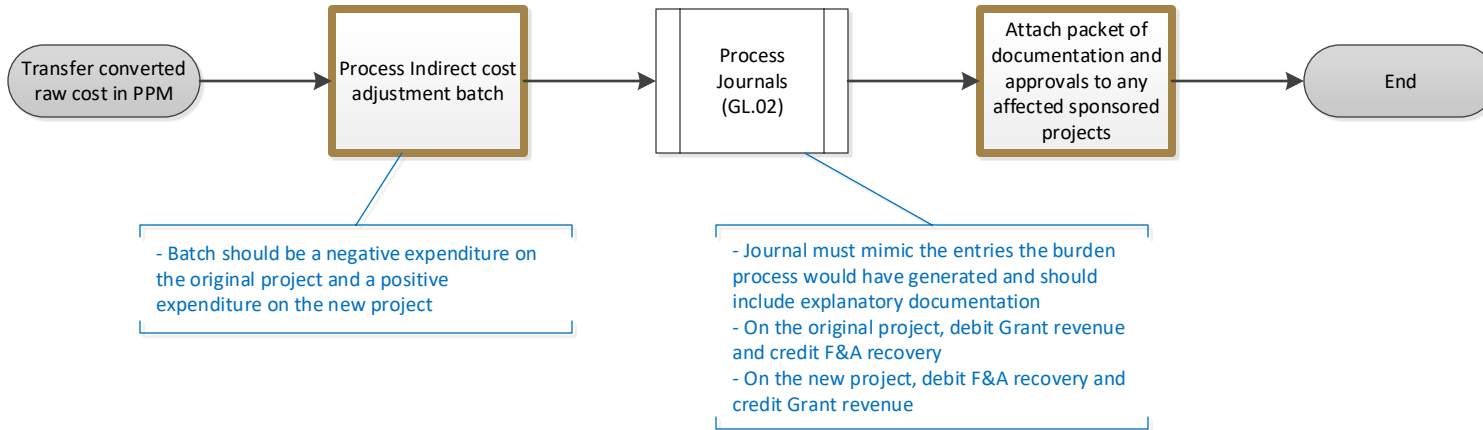 Transfer converted
raw cost in PPM
Process Indirect cost
adjustment batch
Process
Journals
(GL.02)
Attach packet of
documentation and
approvals to any
affected sponsored
projects
End
- Batch should be a negative expenditure on
the original project and a positive
expenditure on the new project
- Journal must mimic the entries the burden
process would have generated and should
include explanatory documentation
- On the original project, debit Grant revenue
and credit F&A recovery
- On the new project, debit F&A recovery and
credit Grant revenue